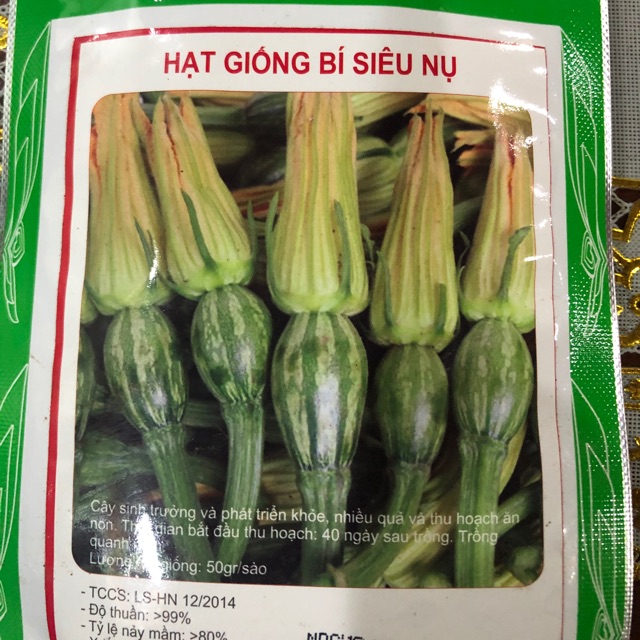 HẠT GIỐNG BÍ SIÊU NỤ
Cây sinh trưởng và phát triển khỏe, nhiều quả và thu hoạch ăn
non. gian bắt đầu thu hoạch: 40 ngày sau trồng. Trồng
quanh
Lượng giống: 50gr/sào
- TCCS: LS-HN 12/2014
- Độ thuần: >99%
- Tỷ lệ nảy mầm: >80%